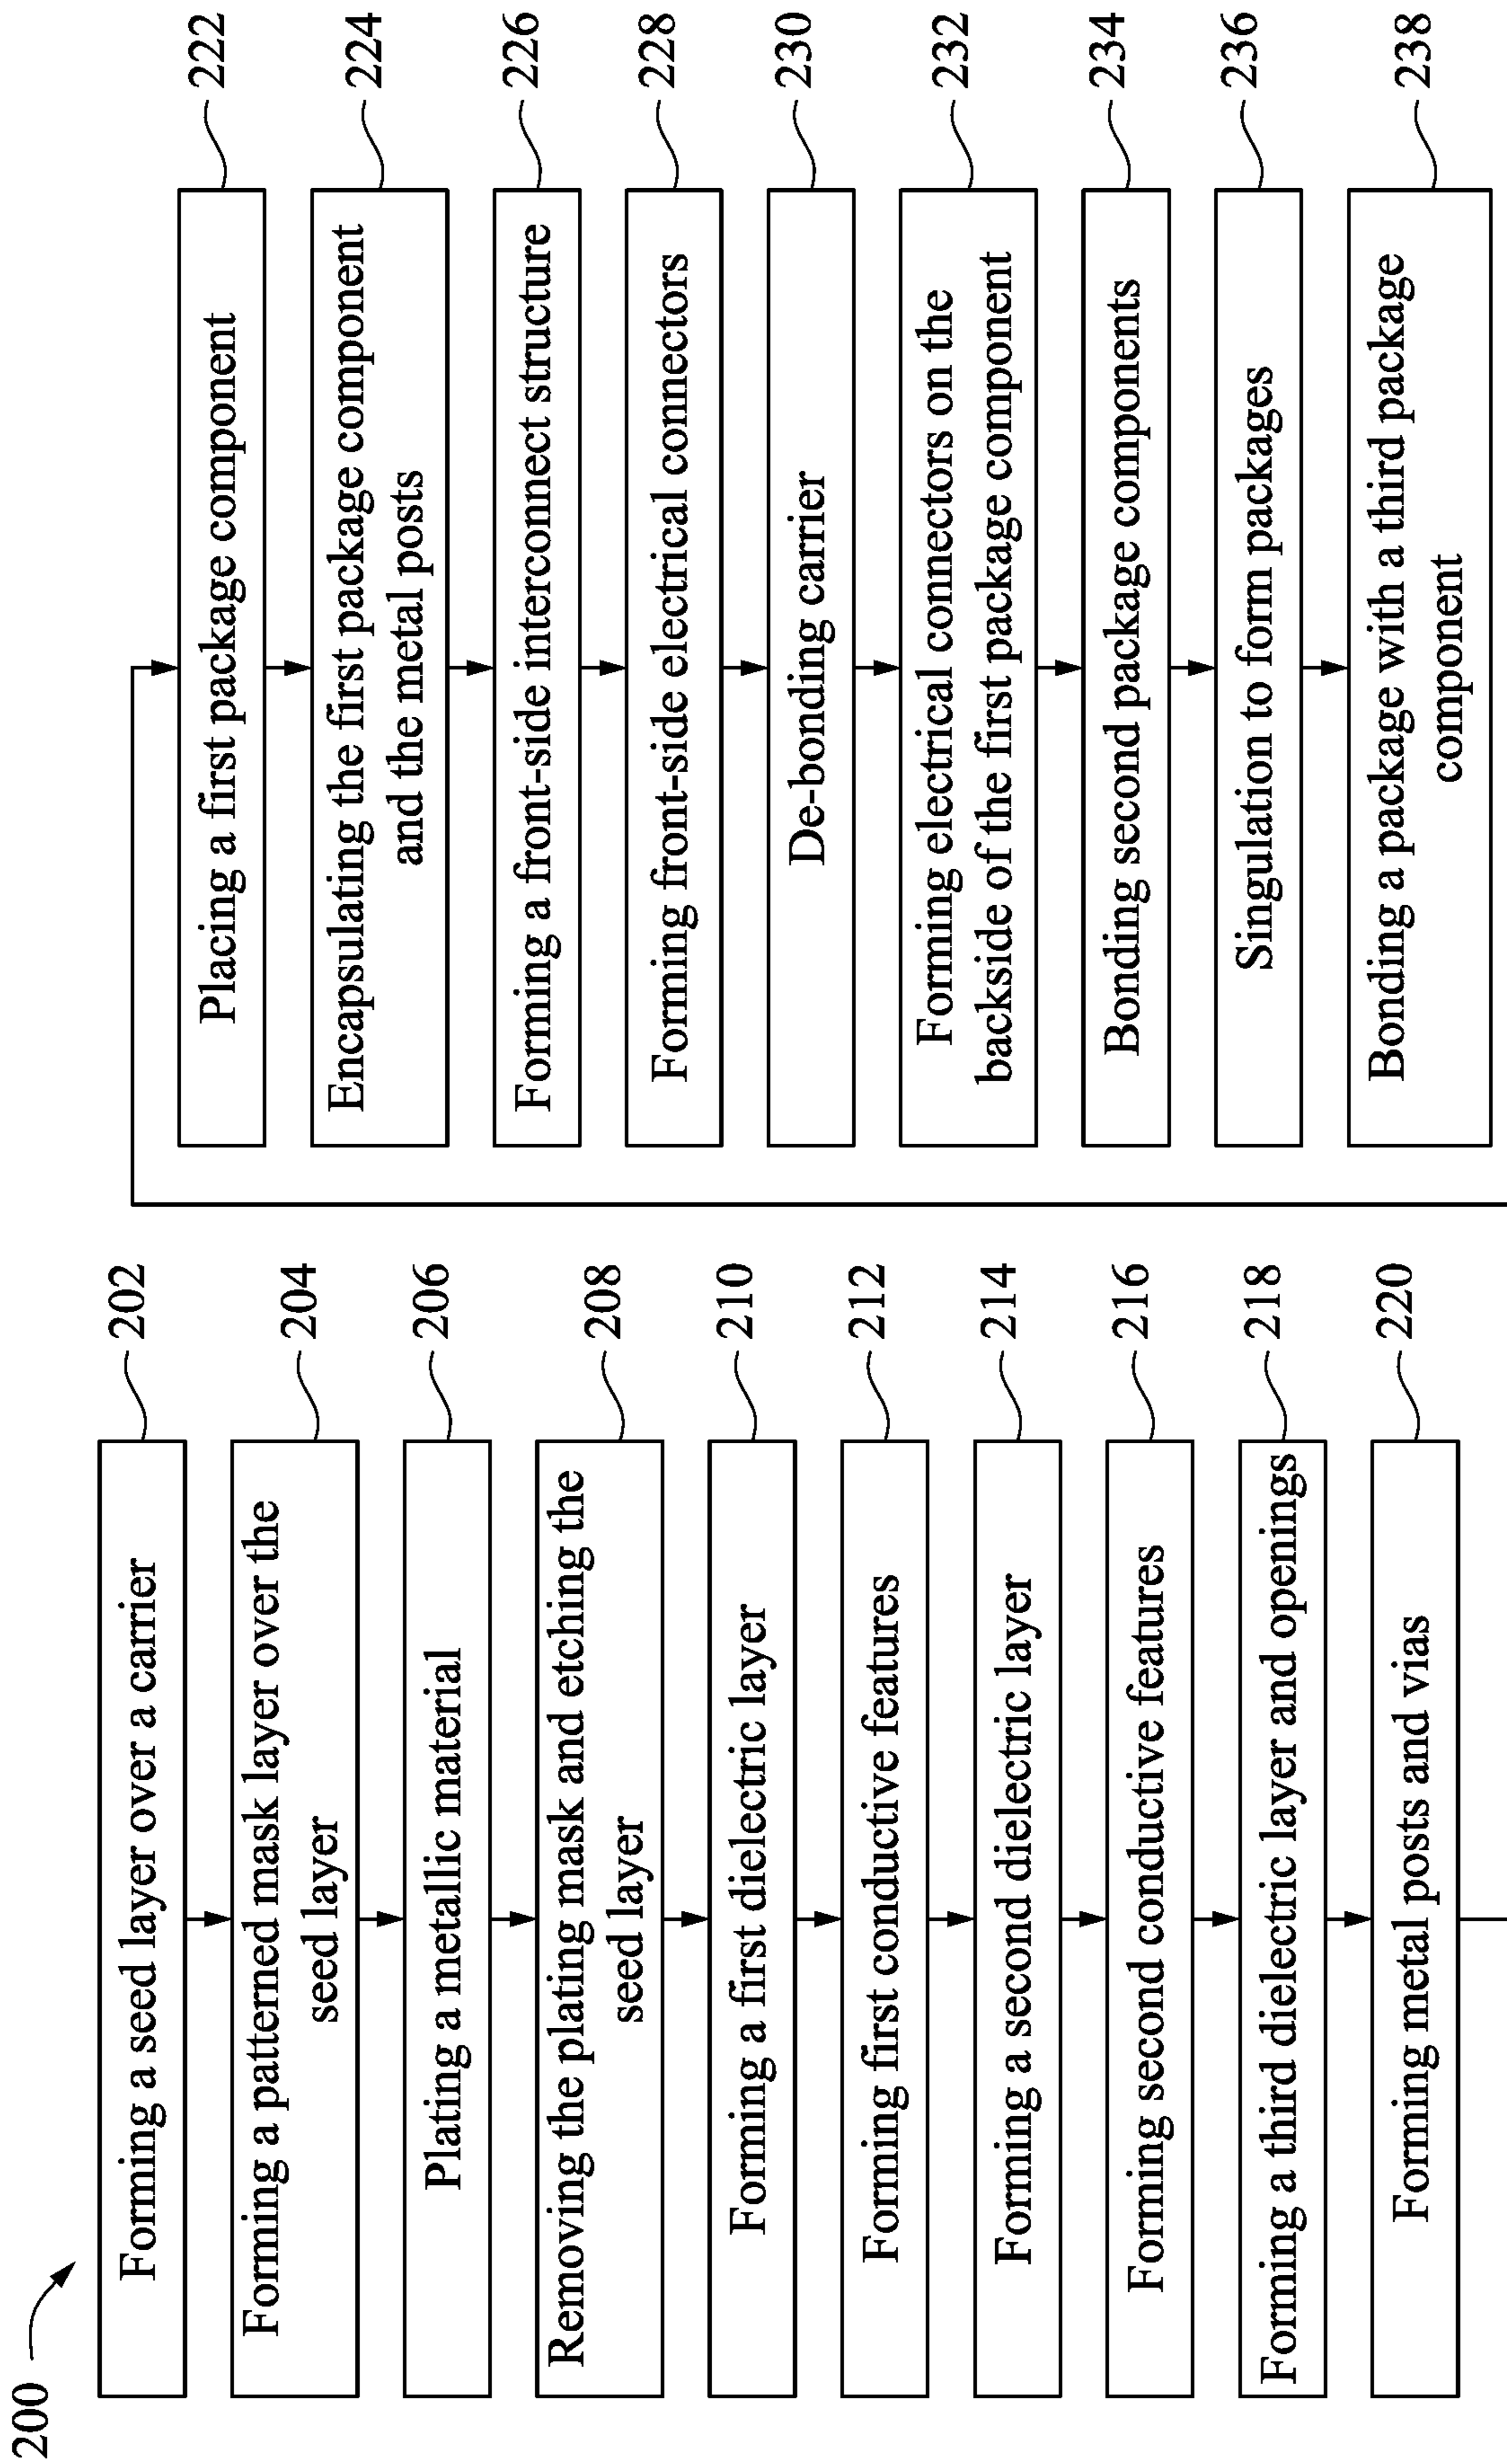 200
Forming a seed layer over a carrier
202
Forming a patterned mask layer over the
seed layer
204
Plating a metallic material
206
Removing the plating mask and etching the
seed layer
208
Forming a first dielectric layer
210
Forming first conductive features
212
Forming a second dielectric layer
214
Forming second conductive features
216
Forming a third dielectric layer and openings
218
Forming metal posts and vias
220
Placing a first package component
222
Encapsulating the first package component
and the metal posts
224
Forming a front-side interconnect structure
226
Forming front-side electrical connectors
228
De-bonding carrier
230
Forming electrical connectors on the
backside of the first package component
232
Bonding second package components
234
Singulation to form packages
236
Bonding a package with a third package
component
238